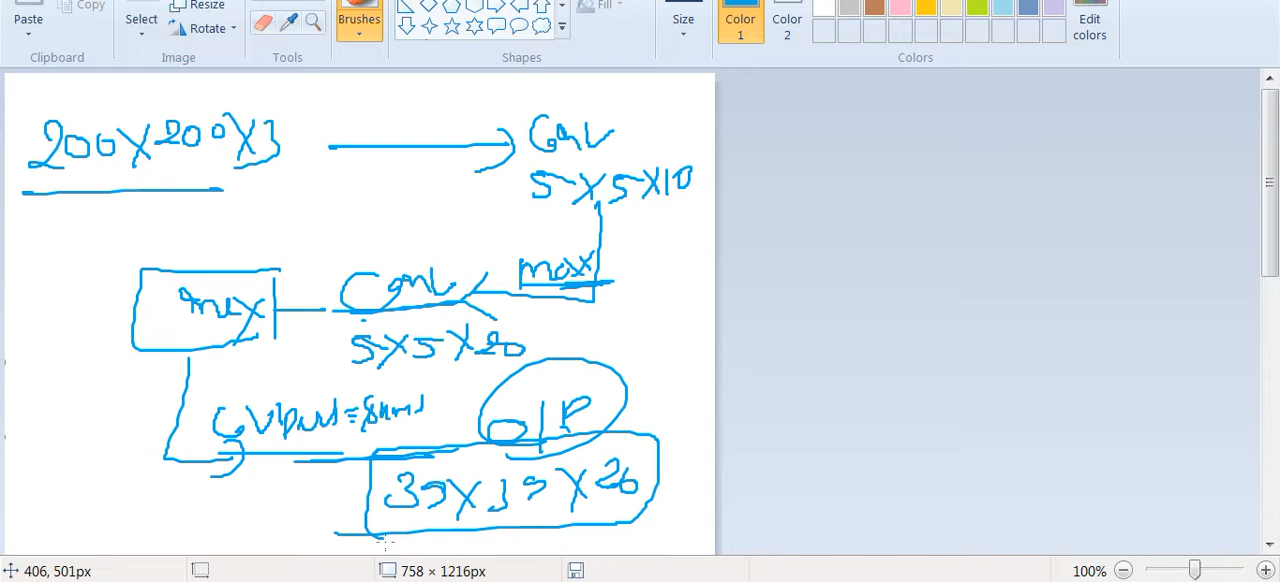 Paste
Copy
Select
Resize
Rotate
Brushes
Size
Fill
Color 1
Color 2
Edit colors
Clipboard
Image
Tools
Shapes
Colors
200X200X3
Conv
5X5X10
max
Conv
max
5X5X20
O/P
39X39X20
406, 501px
758 × 1216px
100%